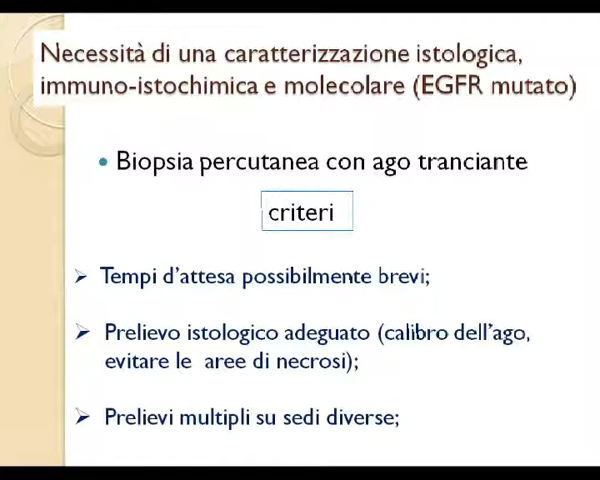 Necessità di una caratterizzazione istologica,
immuno-istochimica e molecolare (EGFR mutato)
• Biopsia percutanea con ago tranciante
criteri
➢ Tempi d'attesa possibilmente brevi;
➢ Prelievo istologico adeguato (calibro dell'ago,
evitare le aree di necrosi);
➢ Prelievi multipli su sedi diverse;